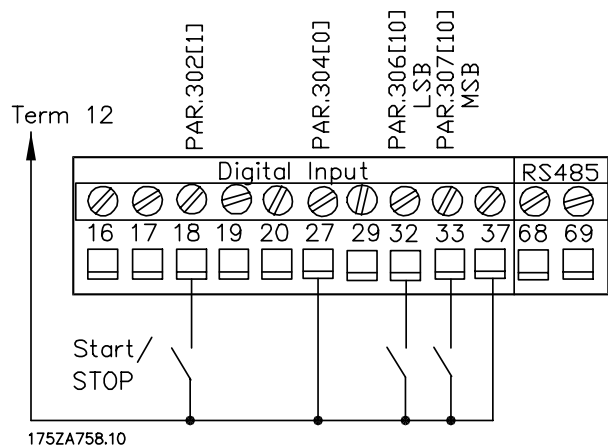 PAR.302[1]
PAR.304[0]
PAR.306[10]
LSB
PAR.307[10]
MSB
Term 12
Digital Input
RS485
16 17 18 19 20 27 29 32 33 37 68 69
Start/
STOP
175ZA758.10